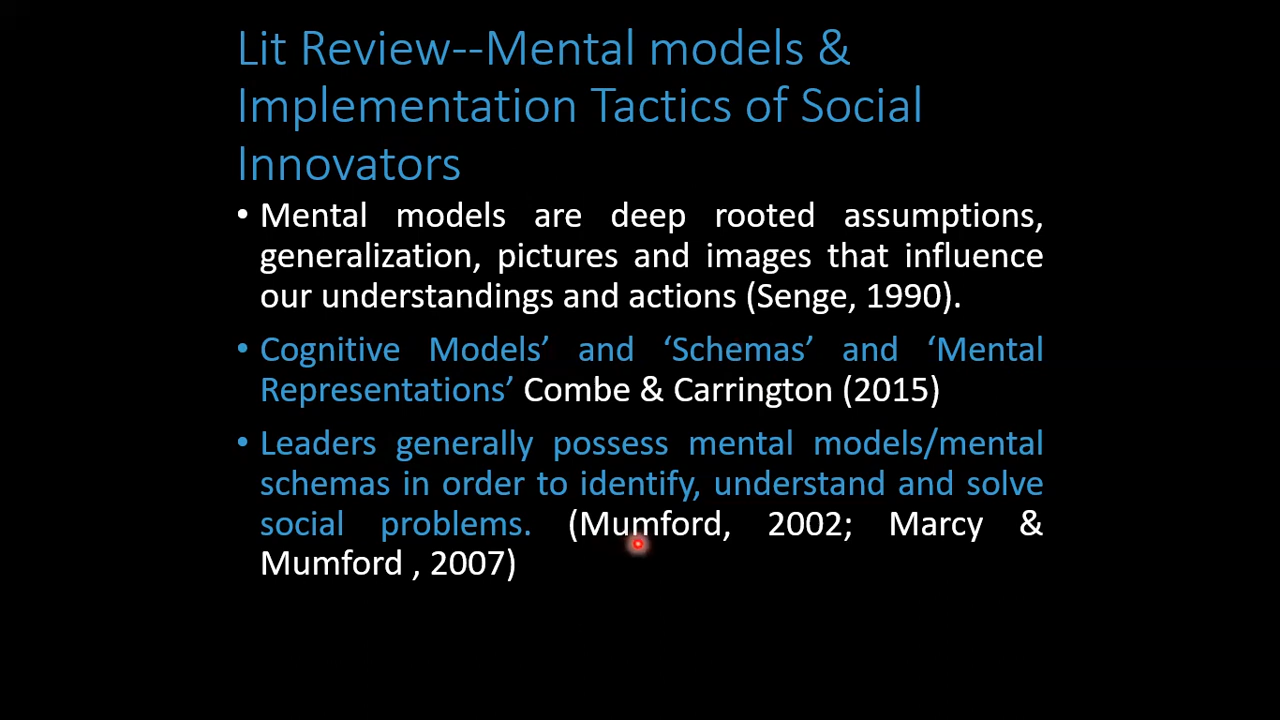 Lit Review--Mental models &
Implementation Tactics of Social
Innovators
• Mental models are deep rooted assumptions,
generalization, pictures and images that influence
our understandings and actions (Senge, 1990).
• Cognitive Models’ and ‘Schemas’ and ‘Mental
Representations’ Combe & Carrington (2015)
• Leaders generally possess mental models/mental
schemas in order to identify, understand and solve
social problems. (Mumford, 2002; Marcy &
Mumford , 2007)